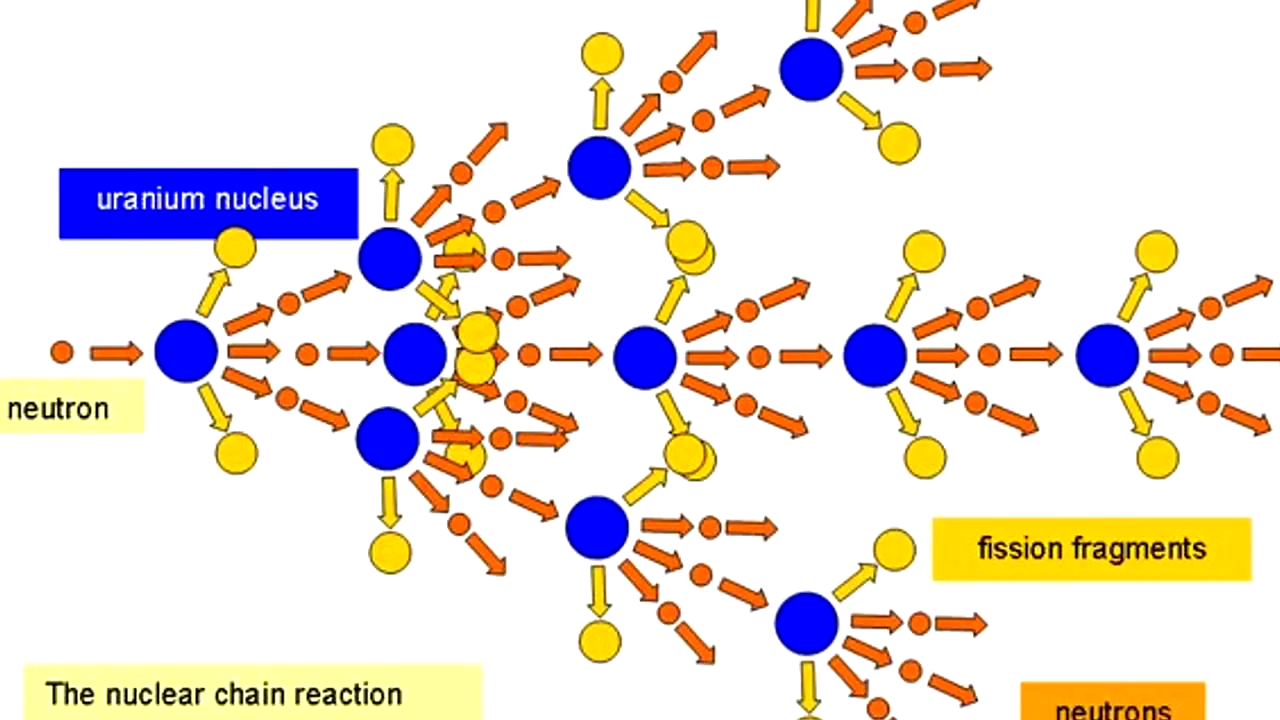 uranium nucleus
neutron
fission fragments
The nuclear chain reaction
neutrons